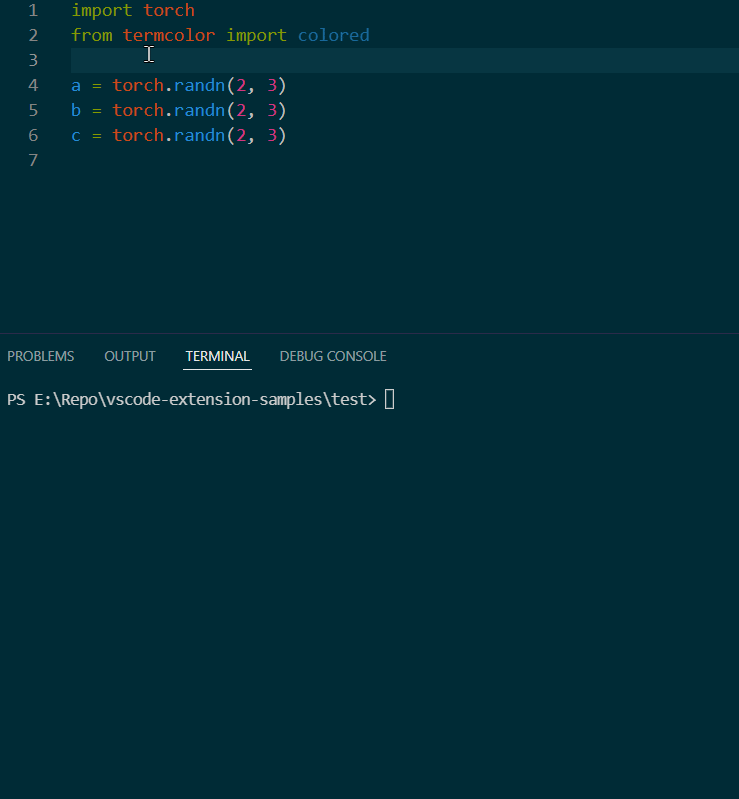 1 import torch
2 from termcolor import colored
3
4 a = torch.randn(2, 3)
5 b = torch.randn(2, 3)
6 c = torch.randn(2, 3)
7
PROBLEMS OUTPUT TERMINAL DEBUG CONSOLE
PS E:\Repo\vscode-extension-samples\test>